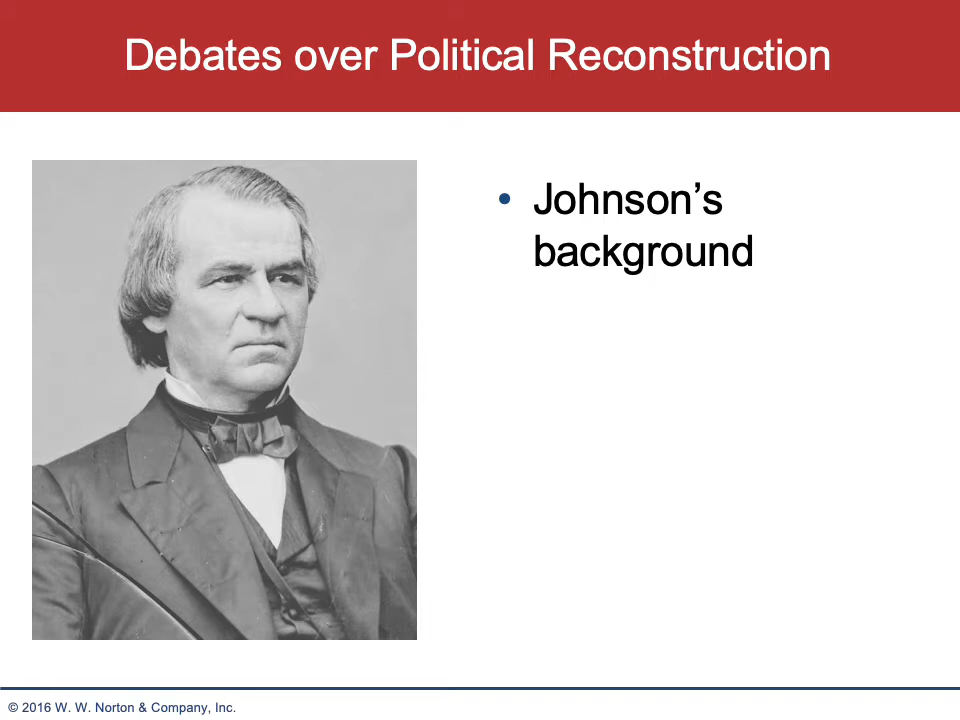 Debates over Political Reconstruction
• Johnson’s
background
© 2016 W. W. Norton & Company, Inc.